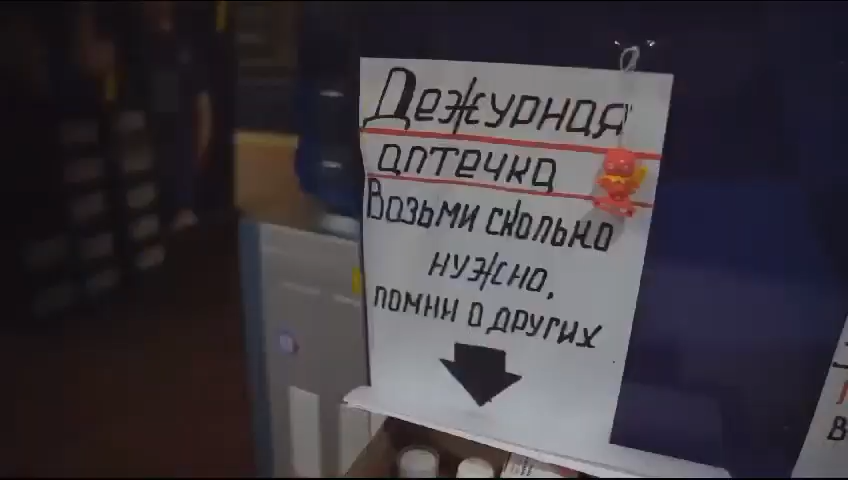 Дежурная
аптечка
Возьми сколько
нужно,
помни о других